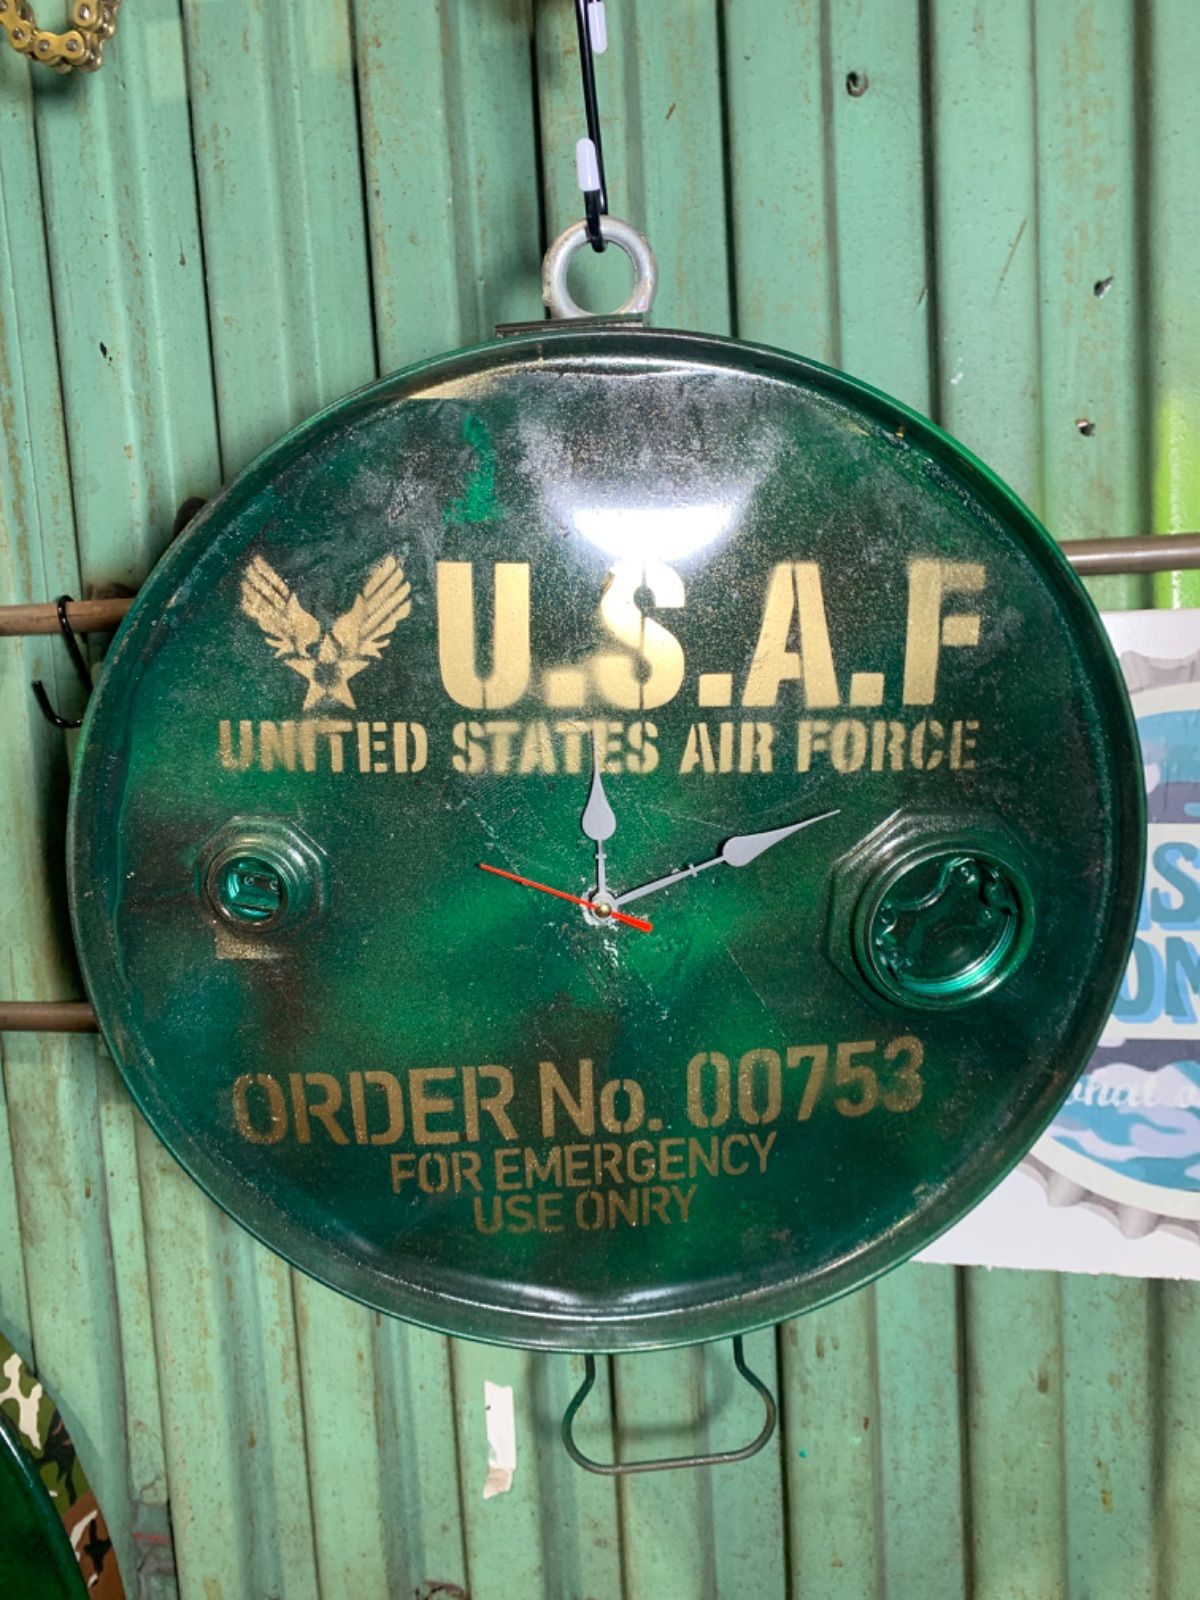 U.S.A.F
UNITED STATES AIR FORCE
ORDER No. 00753
FOR EMERGENCY
USE ONRY